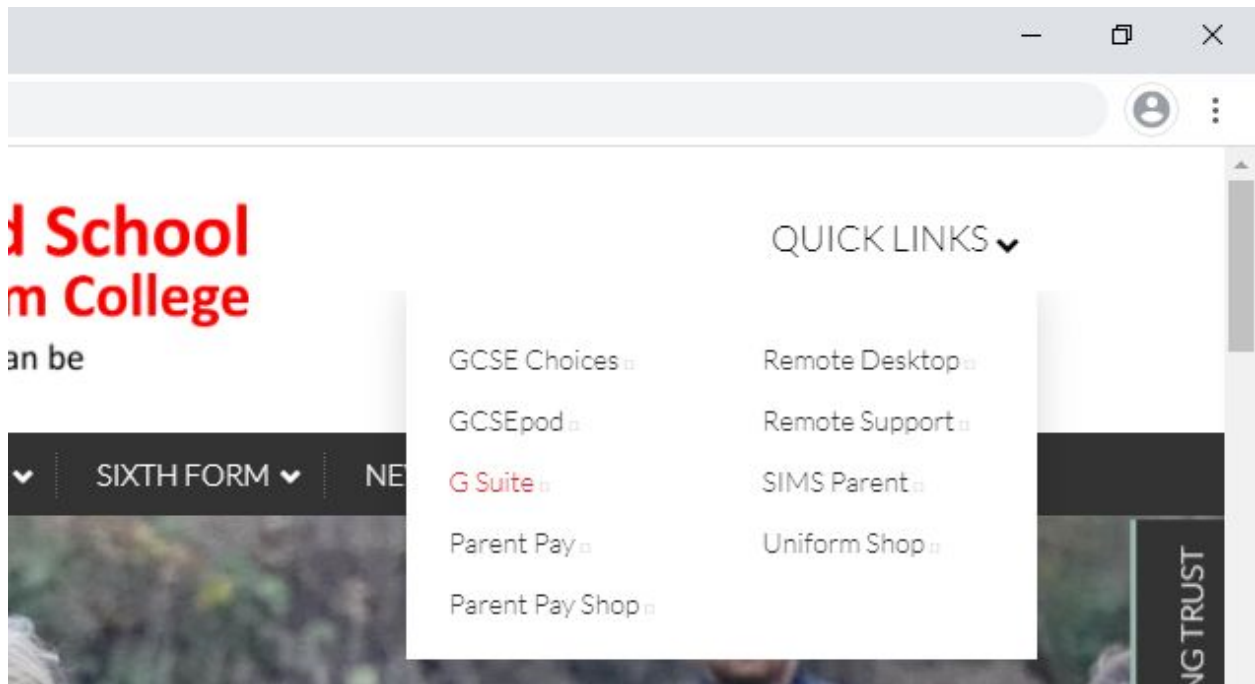 d School
m College
an be
QUICK LINKS
GCSE Choices
GCSEpod
G Suite
Parent Pay
Parent Pay Shop
Remote Desktop
Remote Support
SIMS Parent
Uniform Shop
SIXTH FORM
NE
NG TRUST